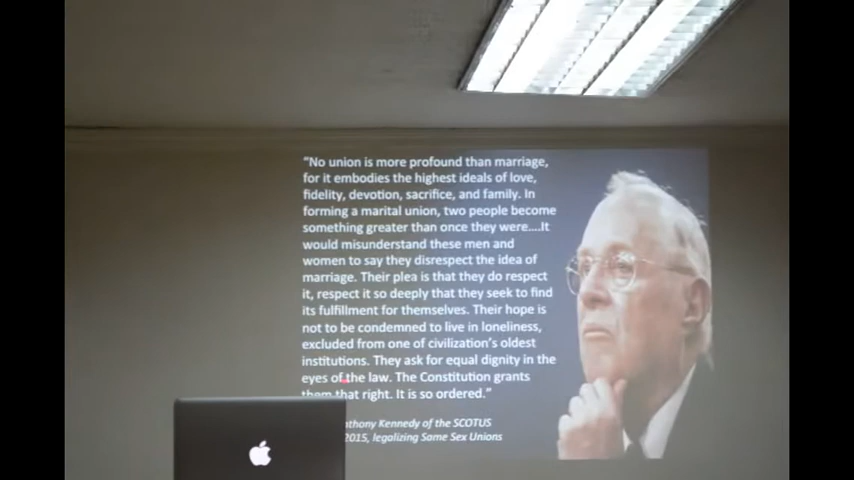 “No union is more profound than marriage,
for it embodies the highest ideals of love,
fidelity, devotion, sacrifice, and family. In
forming a marital union, two people become
something greater than once they were....It
would misunderstand these men and
women to say they disrespect the idea of
marriage. Their plea is that they do respect
it, respect it so deeply that they seek to find
its fulfillment for themselves. Their hope is
not to be condemned to live in loneliness,
excluded from one of civilization’s oldest
institutions. They ask for equal dignity in the
eyes of the law. The Constitution grants
them that right. It is so ordered.”
nthony Kennedy of the SCOTUS
2015, legalizing Same Sex Unions